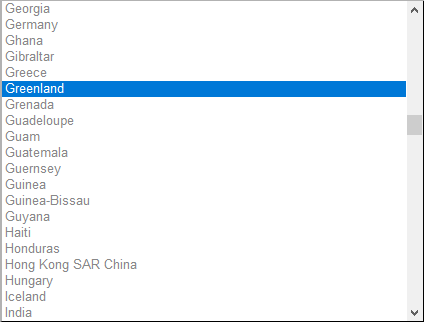 Georgia
Germany
Ghana
Gibraltar
Greece
Greenland
Grenada
Guadeloupe
Guam
Guatemala
Guernsey
Guinea
Guinea-Bissau
Guyana
Haiti
Honduras
Hong Kong SAR China
Hungary
Iceland
India